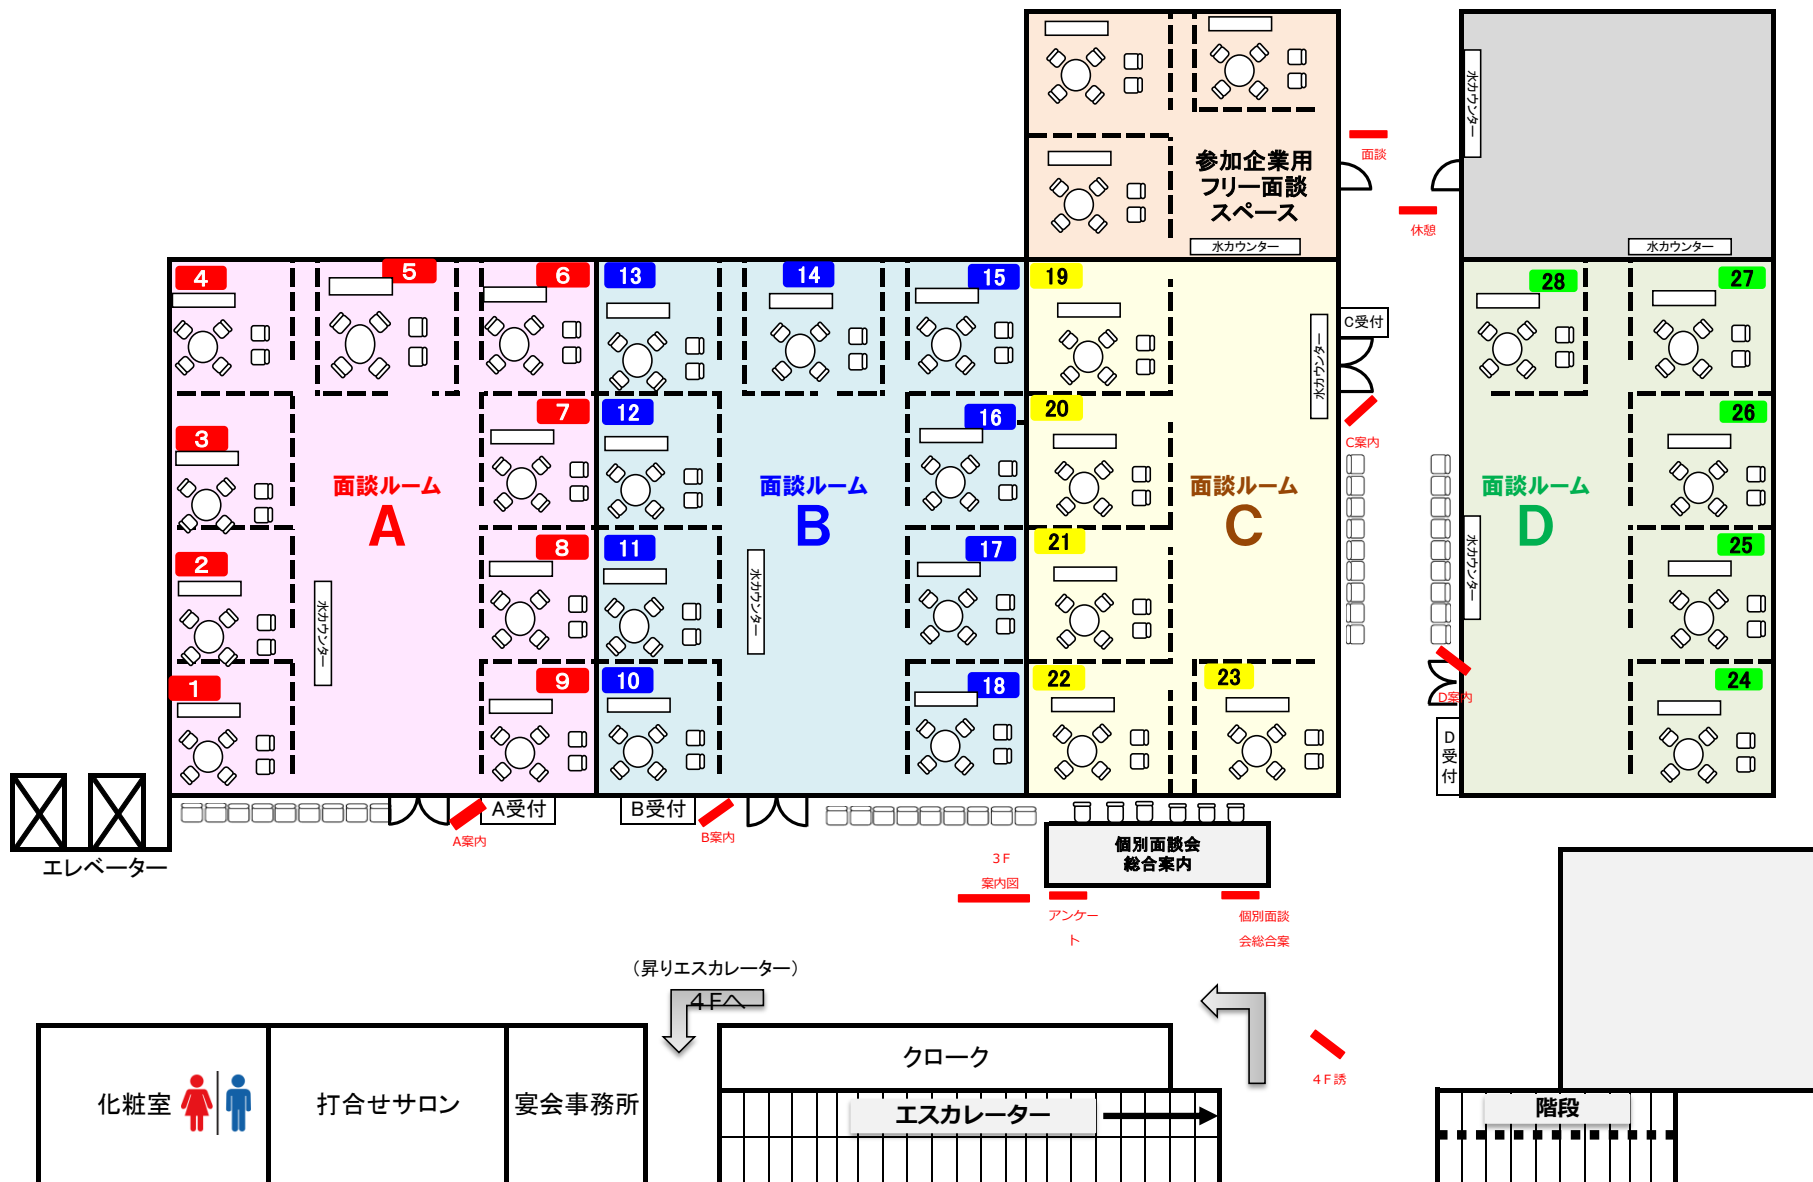 水カウンター
面談
参加企業用
フリー面談
スペース
休憩
水カウンター
水カウンター
4
5
6
13
14
15
19
28
27
C受付
水カウンター
3
7
12
16
20
26
C案内
面談ルーム
A
面談ルーム
B
面談ルーム
C
面談ルーム
D
2
8
11
17
21
25
水カウンター
水カウンター
水カウンター
1
9
10
18
22
23
24
D案内
D
受
付
A受付
B受付
A案内
B案内
個別面談会
総合案内
エレベーター
3F
案内図
アンケー
ト
個別面談
会総合案
(昇りエスカレーター)
4Fへ
クローク
4F誘
化粧室
打合せサロン
宴会事務所
エスカレーター
階段